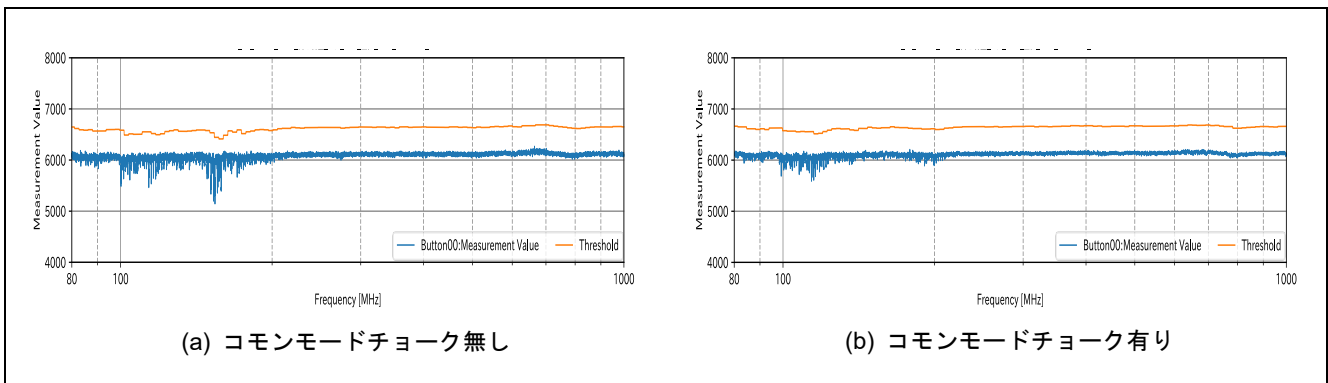 8000
7000
6000
5000
4000
Measurement Value
Button00:Measurement Value
Threshold
80
100
1000
Frequency [MHz]
(a) コモンモードチョーク無し
8000
7000
6000
5000
4000
Measurement Value
Button00:Measurement Value
Threshold
80
100
1000
Frequency [MHz]
(b) コモンモードチョーク有り